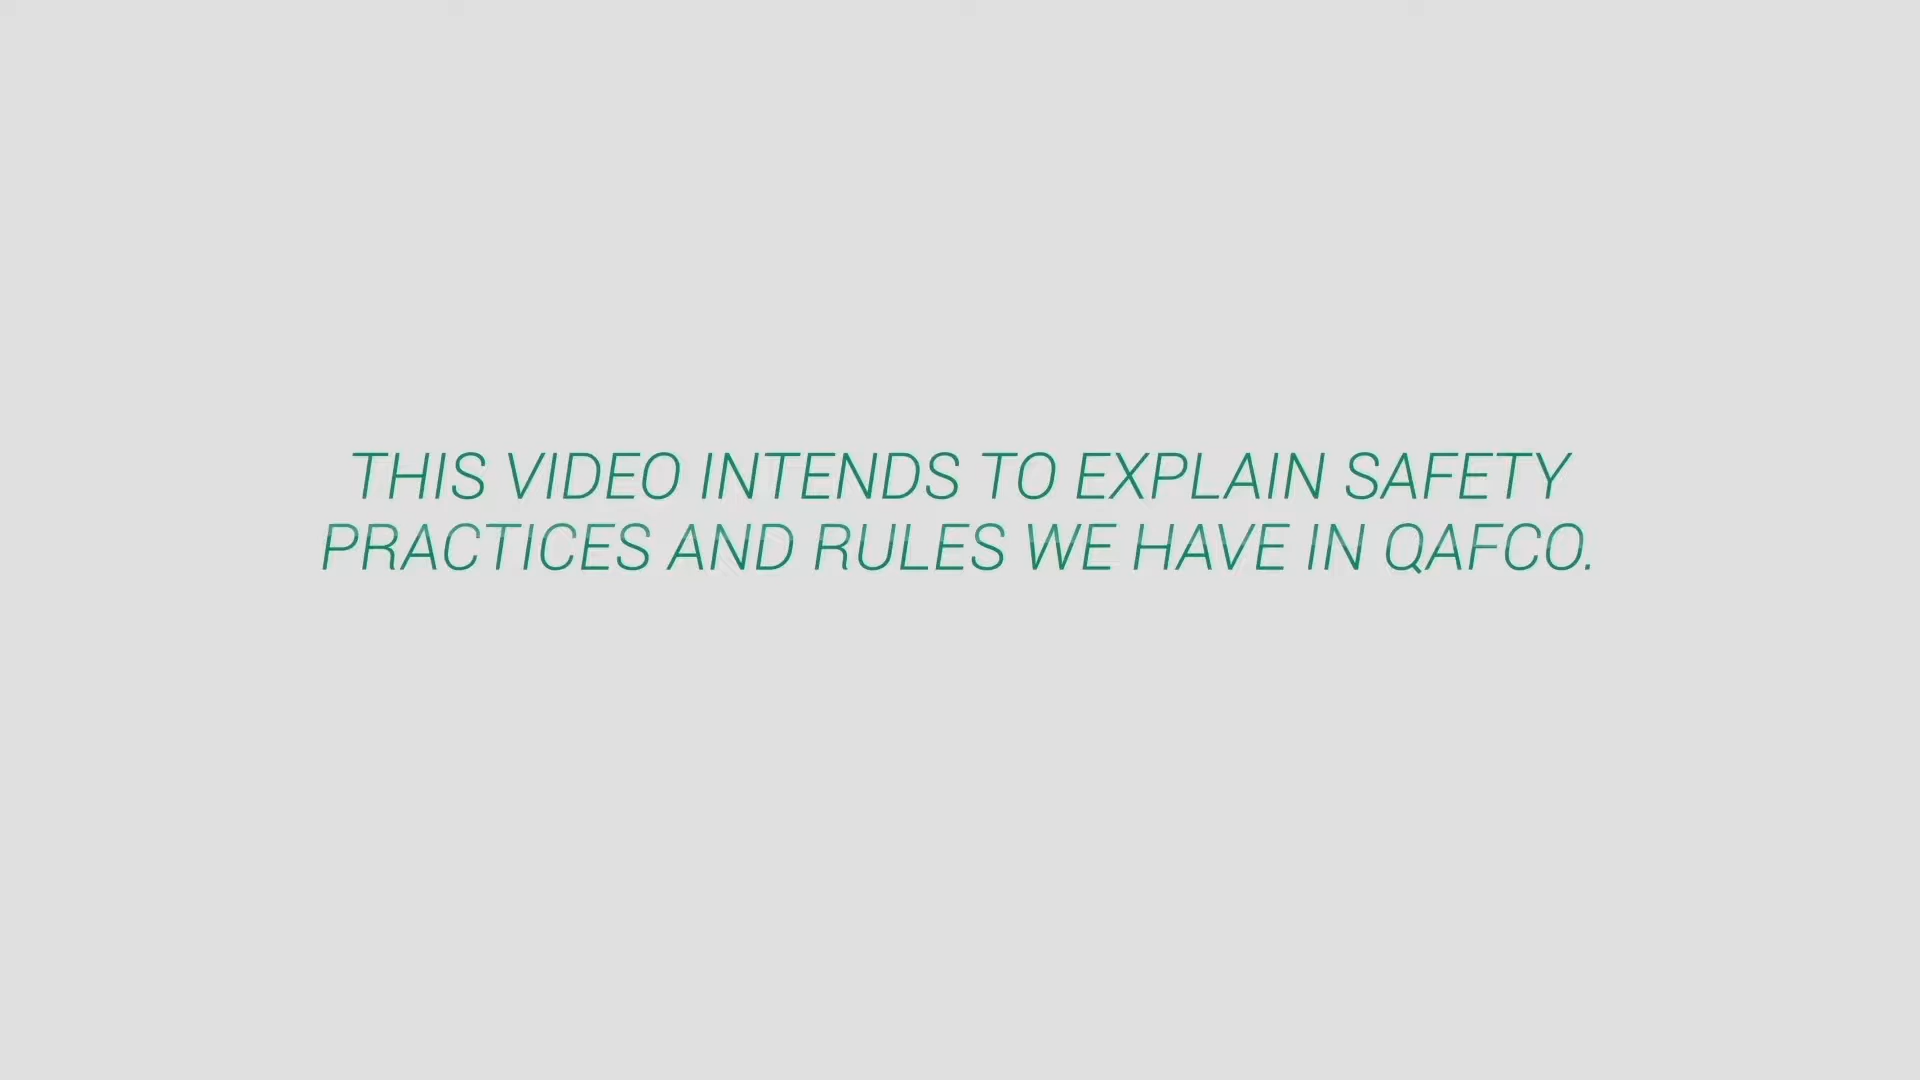 THIS VIDEO INTENDS TO EXPLAIN SAFETY
PRACTICES AND RULES WE HAVE IN QAFCO.